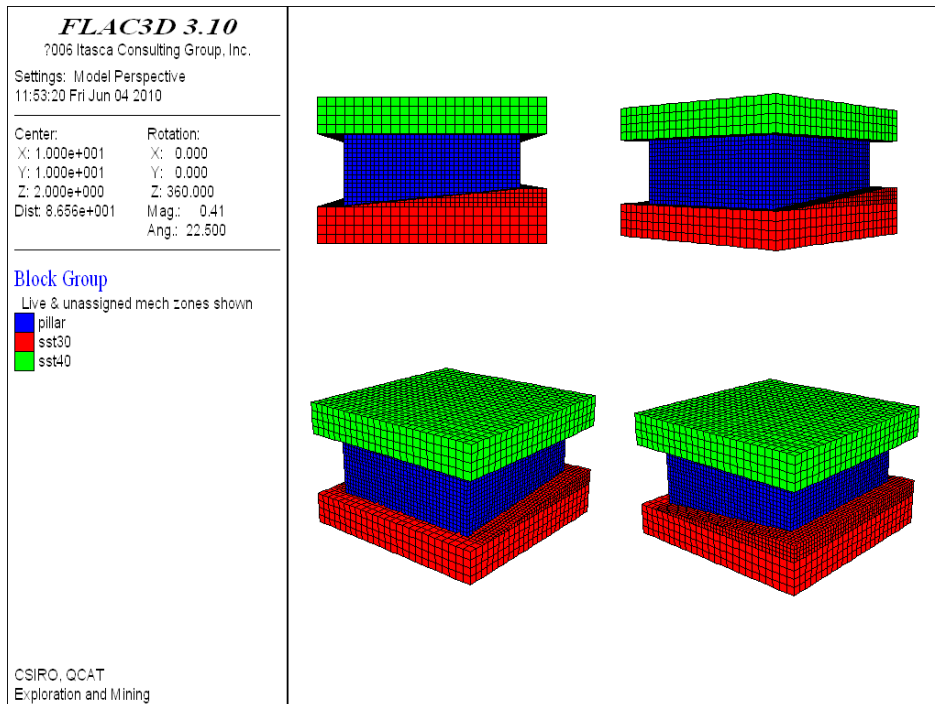 FLAC3D 3.10
?006 Itasca Consulting Group, Inc.
Settings: Model Perspective
11:53:20 Fri Jun 04 2010
Center: Rotation:
X: 1.000e+001 X: 0.000
Y: 1.000e+001 Y: 0.000
Z: 2.000e+000 Z: 360.000
Dist: 8.656e+001 Mag.: 0.41
Ang.: 22.500
Block Group
Live & unassigned mech zones shown
pillar
sst30
sst40
CSIRO, QCAT
Exploration and Mining